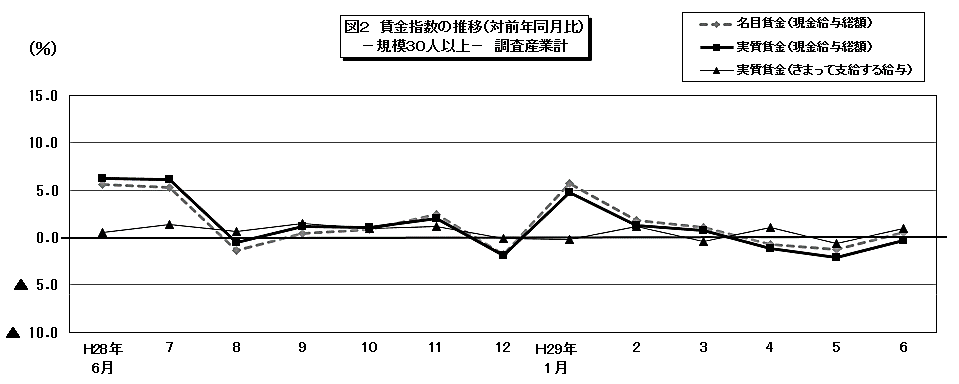 図2 賃金指数の推移(対前年同月比)
－規模30人以上－ 調査産業計
名目賃金(現金給与総額)
実質賃金(現金給与総額)
実質賃金(きまって支給する給与)
(%)
15.0
10.0
5.0
0.0
▲ 5.0
▲ 10.0
H28年 7 8 9 10 11 12 H29年 2 3 4 5 6
6月 1月